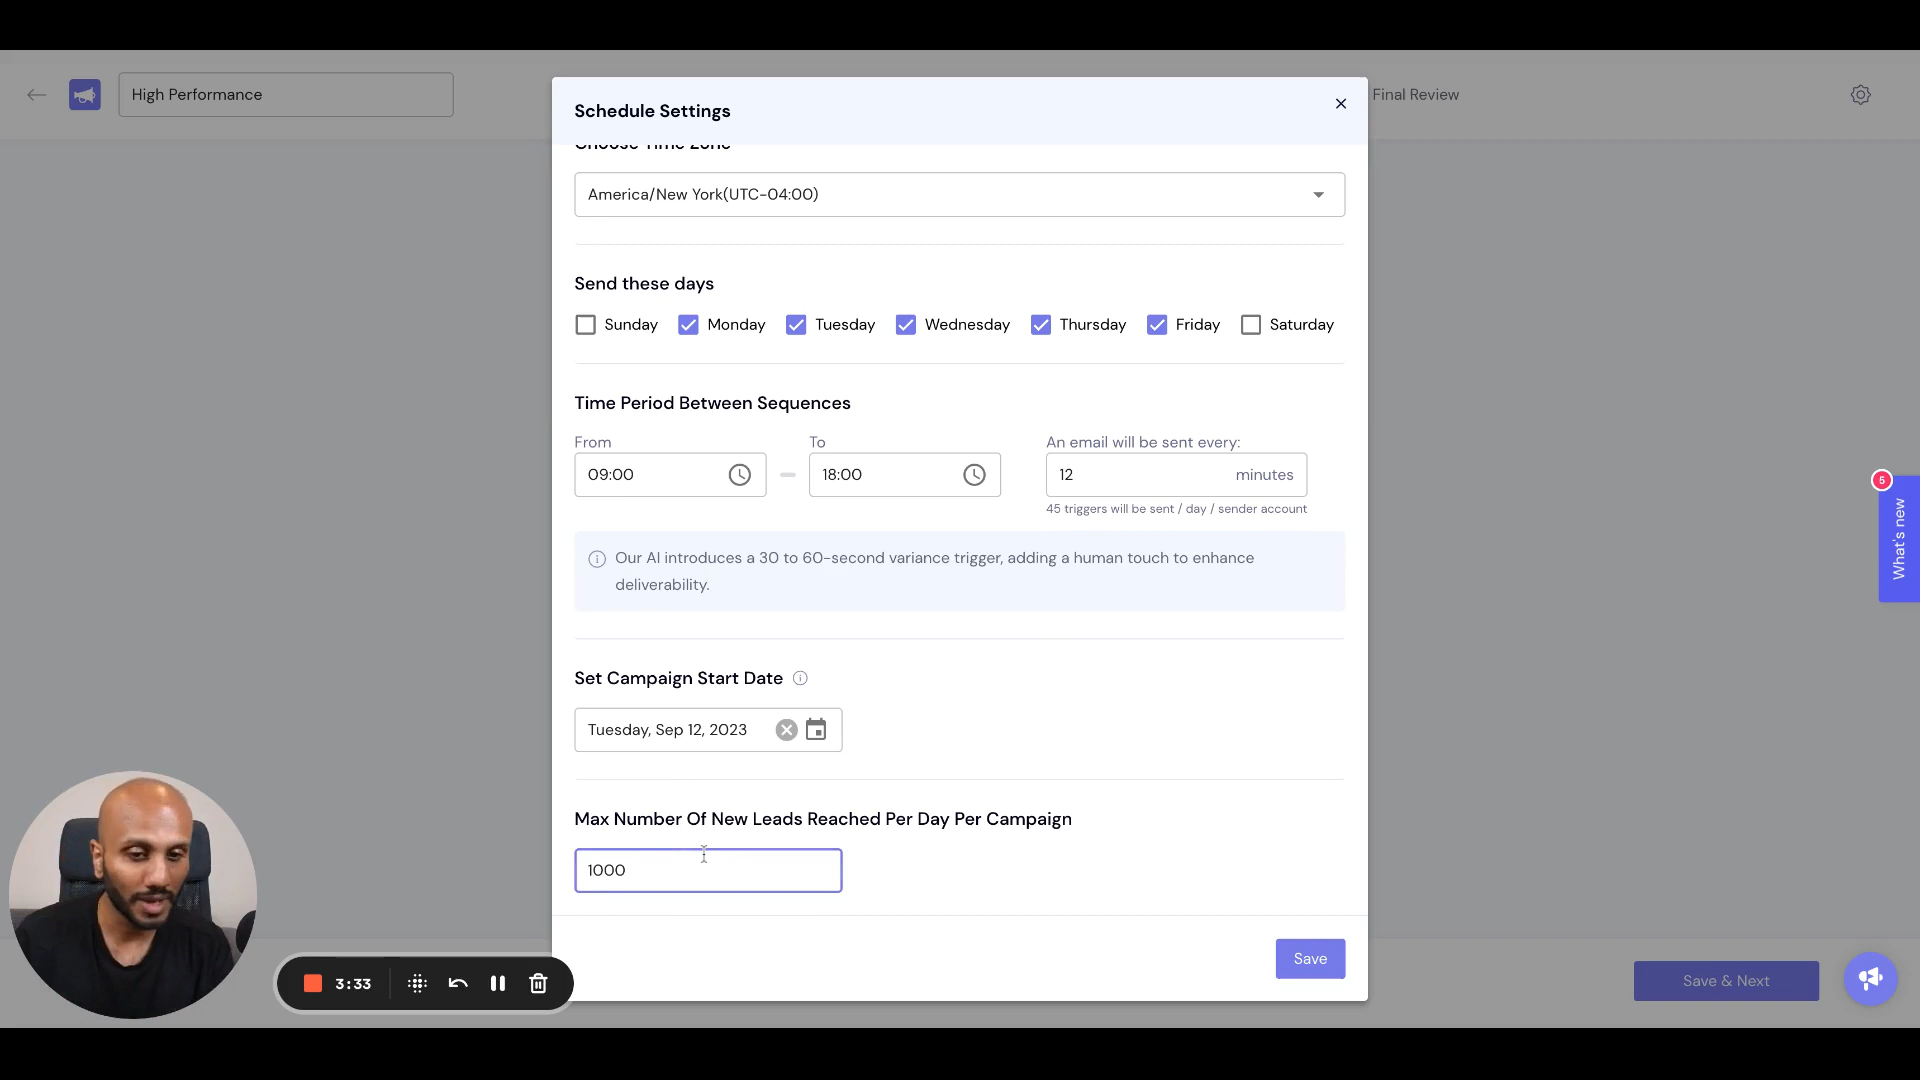 High Performance
Schedule Settings
Final Review
Choose Time Zone
America/New York(UTC-04:00)
Send these days
Sunday Monday Tuesday Wednesday Thursday Friday Saturday
Time Period Between Sequences
From To An email will be sent every:
09:00 18:00 12 minutes
45 triggers will be sent / day / sender account
5
What's new
Our AI introduces a 30 to 60-second variance trigger, adding a human touch to enhance
deliverability.
Set Campaign Start Date
Tuesday, Sep 12, 2023
Max Number Of New Leads Reached Per Day Per Campaign
1000
Save
3:33
Save & Next